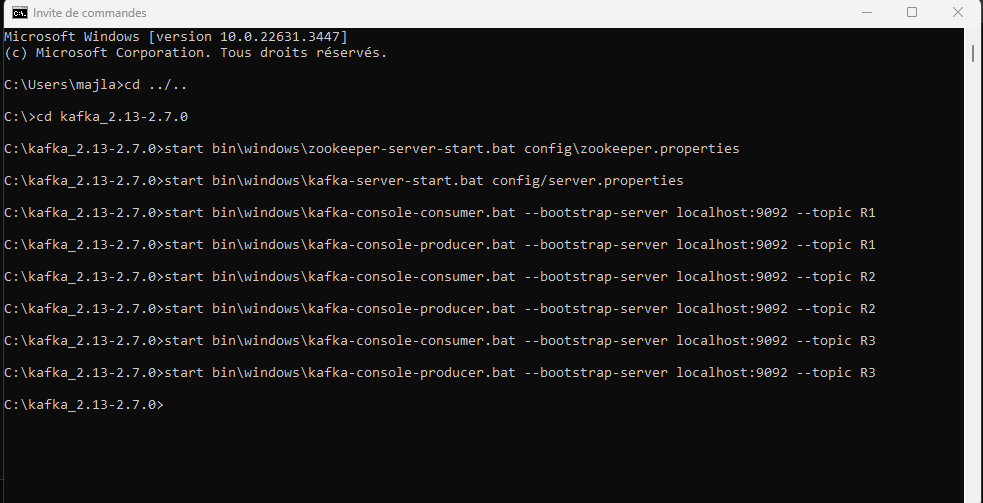 Invite de commandes
Microsoft Windows [version 10.0.22631.3447]
(c) Microsoft Corporation. Tous droits réservés.
C:\Users\majla>cd ../..
C:\>cd kafka_2.13-2.7.0
C:\kafka_2.13-2.7.0>start bin\windows\zookeeper-server-start.bat config\zookeeper.properties
C:\kafka_2.13-2.7.0>start bin\windows\kafka-server-start.bat config/server.properties
C:\kafka_2.13-2.7.0>start bin\windows\kafka-console-consumer.bat --bootstrap-server localhost:9092 --topic R1
C:\kafka_2.13-2.7.0>start bin\windows\kafka-console-producer.bat --bootstrap-server localhost:9092 --topic R1
C:\kafka_2.13-2.7.0>start bin\windows\kafka-console-consumer.bat --bootstrap-server localhost:9092 --topic R2
C:\kafka_2.13-2.7.0>start bin\windows\kafka-console-producer.bat --bootstrap-server localhost:9092 --topic R2
C:\kafka_2.13-2.7.0>start bin\windows\kafka-console-consumer.bat --bootstrap-server localhost:9092 --topic R3
C:\kafka_2.13-2.7.0>start bin\windows\kafka-console-producer.bat --bootstrap-server localhost:9092 --topic R3
C:\kafka_2.13-2.7.0>